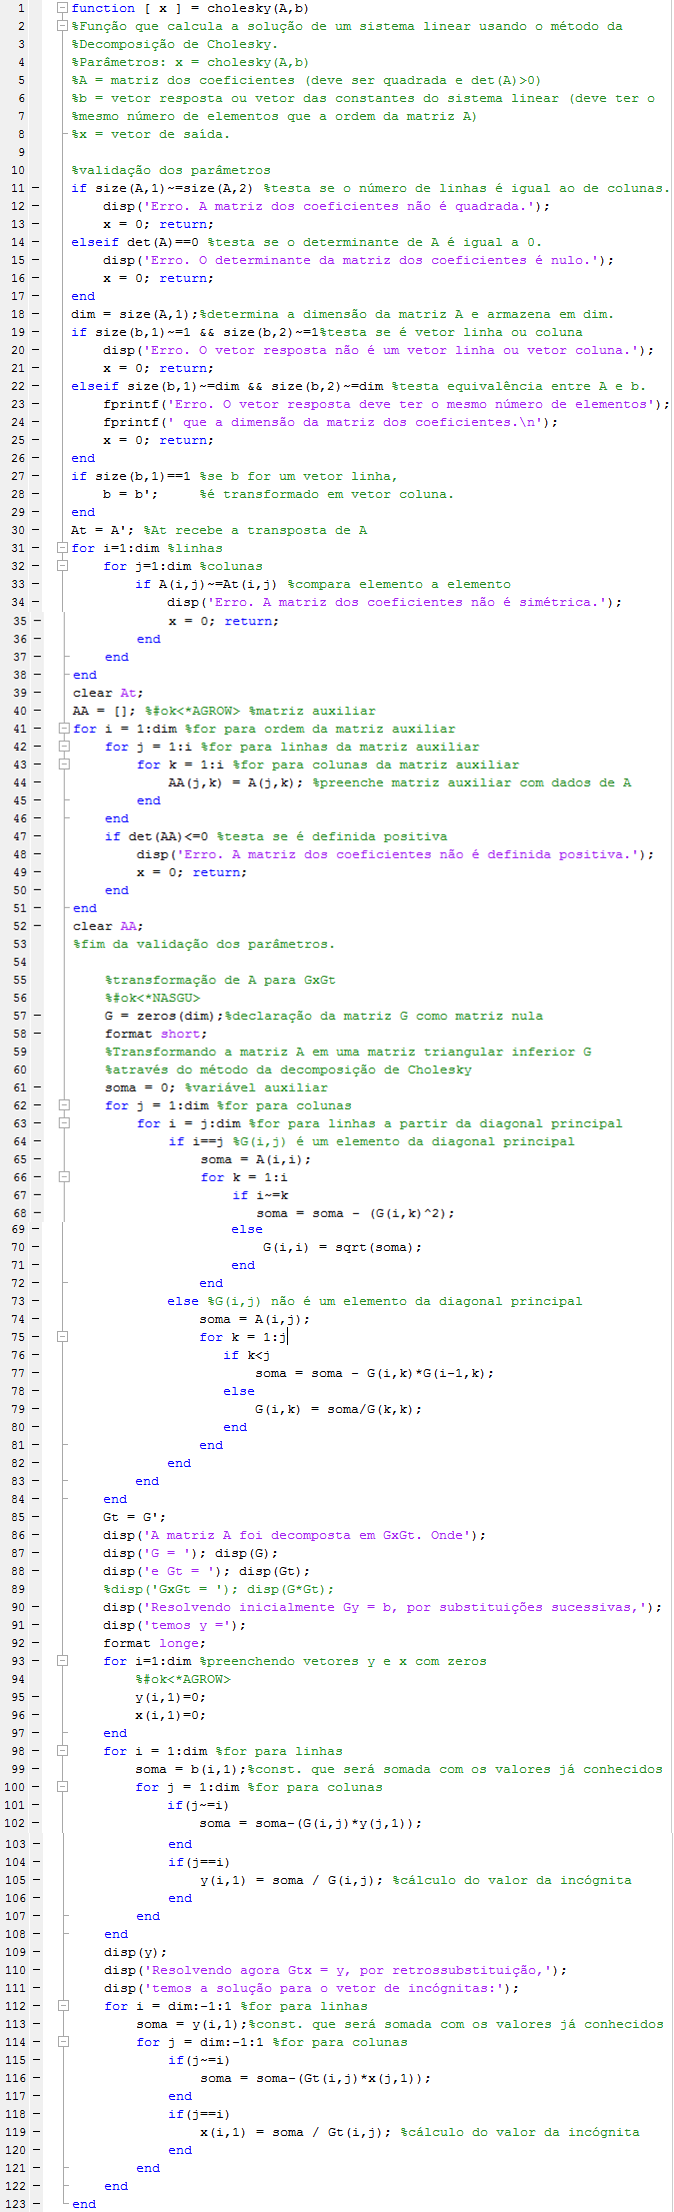 1 function [ x ] = cholesky(A,b)
2 %Função que calcula a solução de um sistema linear usando o método da
3 %Decomposição de Cholesky.
4 %Parâmetros: x = cholesky(A,b)
5 %A = matriz dos coeficientes (deve ser quadrada e det(A)>0)
6 %b = vetor resposta ou vetor das constantes do sistema linear (deve ter o
7 %mesmo número de elementos que a ordem da matriz A)
8 %x = vetor de saída.
9
10 %validação dos parâmetros
11 if size(A,1)~=size(A,2) %testa se o número de linhas é igual ao de colunas.
12 disp('Erro. A matriz dos coeficientes não é quadrada.');
13 x = 0; return;
14 elseif det(A)==0 %testa se o determinante de A é igual a 0.
15 disp('Erro. O determinante da matriz dos coeficientes é nulo.');
16 x = 0; return;
17 end
18 dim = size(A,1);%determina a dimensão da matriz A e armazena em dim.
19 if size(b,1)~=1 && size(b,2)~=1%testa se é vetor linha ou coluna
20 disp('Erro. O vetor resposta não é um vetor linha ou vetor coluna.');
21 x = 0; return;
22 elseif size(b,1)~=dim && size(b,2)~=dim %testa equivalência entre A e b.
23 fprintf('Erro. O vetor resposta deve ter o mesmo número de elementos');
24 fprintf(' que a dimensão da matriz dos coeficientes.\n');
25 x = 0; return;
26 end
27 if size(b,1)==1 %se b for um vetor linha,
28 b = b'; %é transformado em vetor coluna.
29 end
30 At = A'; %At recebe a transposta de A
31 for i=1:dim %linhas
32 for j=1:dim %colunas
33 if A(i,j)~=At(i,j) %compara elemento a elemento
34 disp('Erro. A matriz dos coeficientes não é simétrica.');
35 x = 0; return;
36 end
37 end
38 end
39 clear At;
40 AA = []; %#ok<*AGROW> %matriz auxiliar
41 for i = 1:dim %for para ordem da matriz auxiliar
42 for j = 1:i %for para linhas da matriz auxiliar
43 for k = 1:i %for para colunas da matriz auxiliar
44 AA(j,k) = A(j,k); %preenche matriz auxiliar com dados de A
45 end
46 end
47 if det(AA)<=0 %testa se é definida positiva
48 disp('Erro. A matriz dos coeficientes não é definida positiva.');
49 x = 0; return;
50 end
51 end
52 clear AA;
53 %fim da validação dos parâmetros.
54
55 %transformação de A para GxGt
56 %#ok<*NASGU>
57 G = zeros(dim);%declaração da matriz G como matriz nula
58 format short;
59 %Transformando a matriz A em uma matriz triangular inferior G
60 %através do método da decomposição de Cholesky
61 soma = 0; %variável auxiliar
62 for j = 1:dim %for para colunas
63 for i = j:dim %for para linhas a partir da diagonal principal
64 if i==j %G(i,j) é um elemento da diagonal principal
65 soma = A(i,i);
66 for k = 1:i
67 if i~=k
68 soma = soma - (G(i,k)^2);
69 else
70 G(i,i) = sqrt(soma);
71 end
72 end
73 else %G(i,j) não é um elemento da diagonal principal
74 soma = A(i,j);
75 for k = 1:j
76 if k<j
77 soma = soma - G(i,k)*G(i-1,k);
78 else
79 G(i,k) = soma/G(k,k);
80 end
81 end
82 end
83 end
84 end
85 Gt = G';
86 disp('A matriz A foi decomposta em GxGt. Onde');
87 disp('G = '); disp(G);
88 disp('e Gt = '); disp(Gt);
89 %disp('GxGt = '); disp(G*Gt);
90 disp('Resolvendo inicialmente Gy = b, por substituições sucessivas,');
91 disp('temos y =');
92 format longe;
93 for i=1:dim %preenchendo vetores y e x com zeros
94 %#ok<*AGROW>
95 y(i,1)=0;
96 x(i,1)=0;
97 end
98 for i = 1:dim %for para linhas
99 soma = b(i,1);%const. que será somada com os valores já conhecidos
100 for j = 1:dim %for para colunas
101 if(j~=i)
102 soma = soma-(G(i,j)*y(j,1));
103 end
104 if(j==i)
105 y(i,1) = soma / G(i,j); %cálculo do valor da incógnita
106 end
107 end
108 end
109 disp(y);
110 disp('Resolvendo agora Gtx = y, por retrossubstituição,');
111 disp('temos a solução para o vetor de incógnitas:');
112 for i = dim:-1:1 %for para linhas
113 soma = y(i,1);%const. que será somada com os valores já conhecidos
114 for j = dim:-1:1 %for para colunas
115 if(j~=i)
116 soma = soma-(Gt(i,j)*x(j,1));
117 end
118 if(j==i)
119 x(i,1) = soma / Gt(i,j); %cálculo do valor da incógnita
120 end
121 end
122 end
123 end